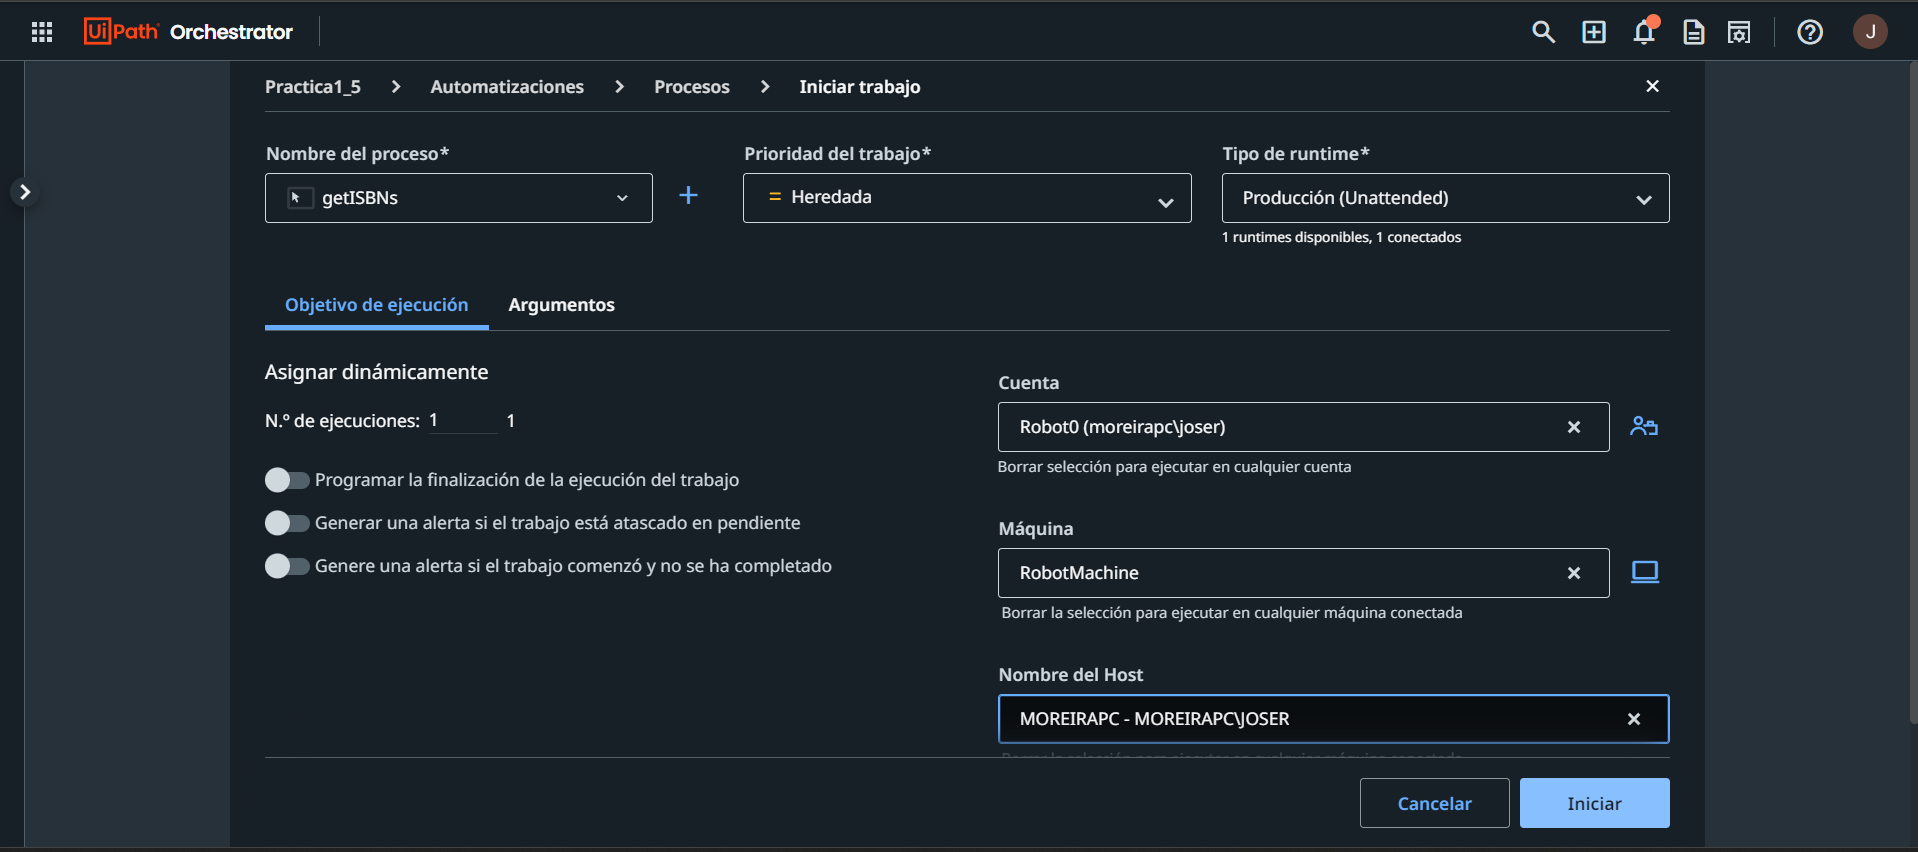 UiPath Orchestrator
J
Practica1_5 > Automatizaciones > Procesos > Iniciar trabajo
Nombre del proceso*
Prioridad del trabajo*
Tipo de runtime*
getISBNs
Heredada
Producción (Unattended)
1 runtimes disponibles, 1 conectados
Objetivo de ejecución
Argumentos
Asignar dinámicamente
N.º de ejecuciones: 1 1
Programar la finalización de la ejecución del trabajo
Generar una alerta si el trabajo está atascado en pendiente
Genere una alerta si el trabajo comenzó y no se ha completado
Cuenta
Robot0 (moreirapc\joser)
Borrar selección para ejecutar en cualquier cuenta
Máquina
RobotMachine
Borrar la selección para ejecutar en cualquier máquina conectada
Nombre del Host
MOREIRAPC - MOREIRAPC\JOSER
Cancelar
Iniciar